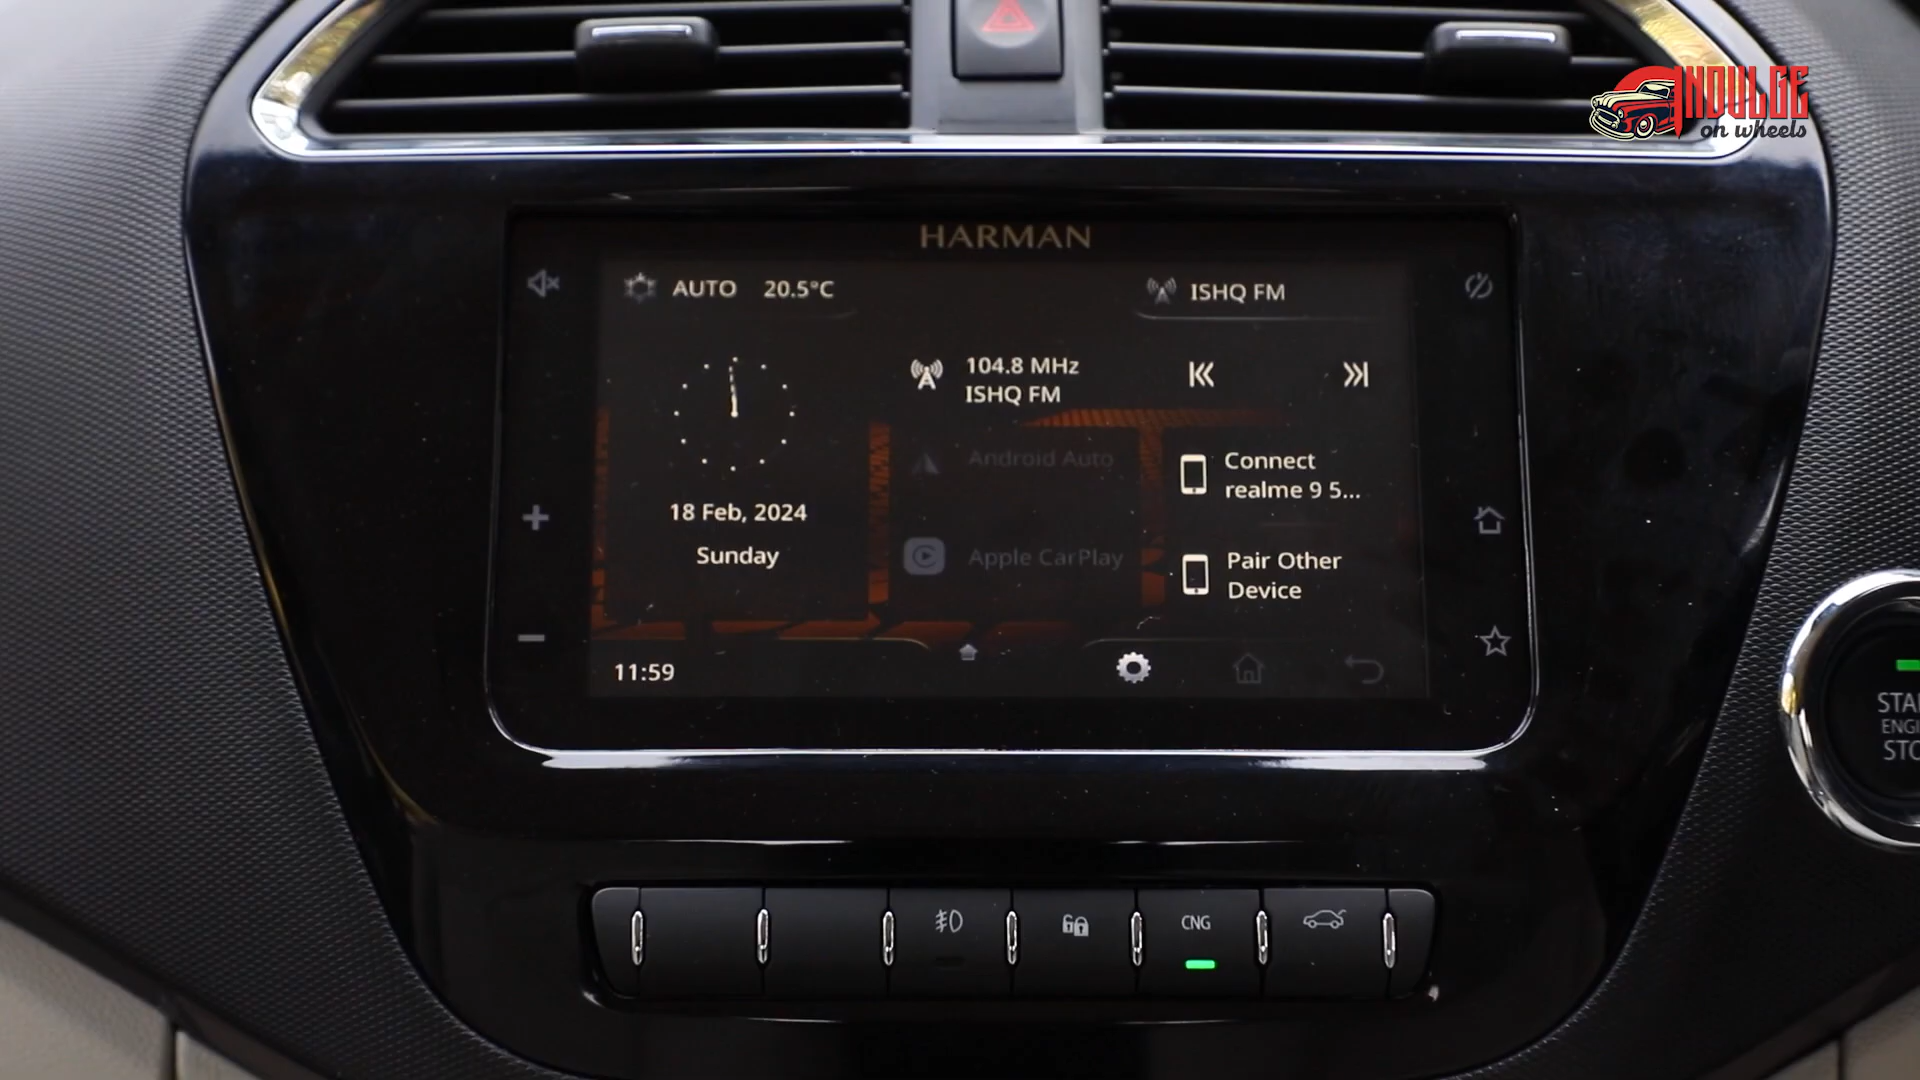 INDULGE
on wheels
HARMAN
AUTO 20.5°C
ISHQ FM
104.8 MHz
ISHQ FM
Android Auto
Connect
realme 9 5...
18 Feb, 2024
Sunday
Apple CarPlay
Pair Other
Device
11:59
STA
ENGI
STO
CNG